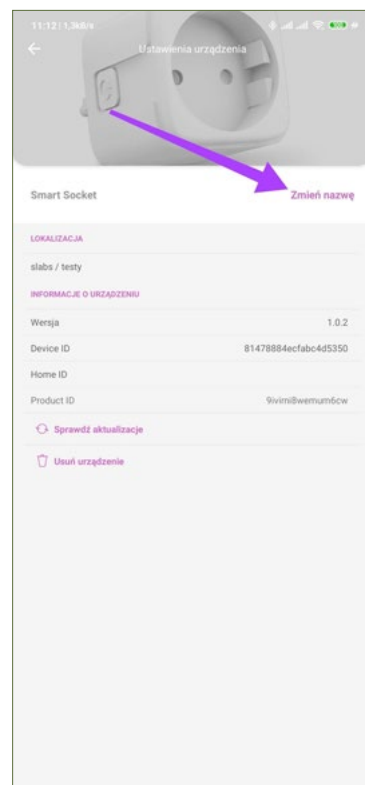 11:12 | 1,3kB/s
Ustawienia urządzenia
Smart Socket
Zmień nazwę
LOKALIZACJA
slabs / testy
INFORMACJE O URZĄDZENIU
Wersja 1.0.2
Device ID 81478884ecfabc4d5350
Home ID
Product ID 9ivimi8wemum6cw
Sprawdź aktualizacje
Usuń urządzenie